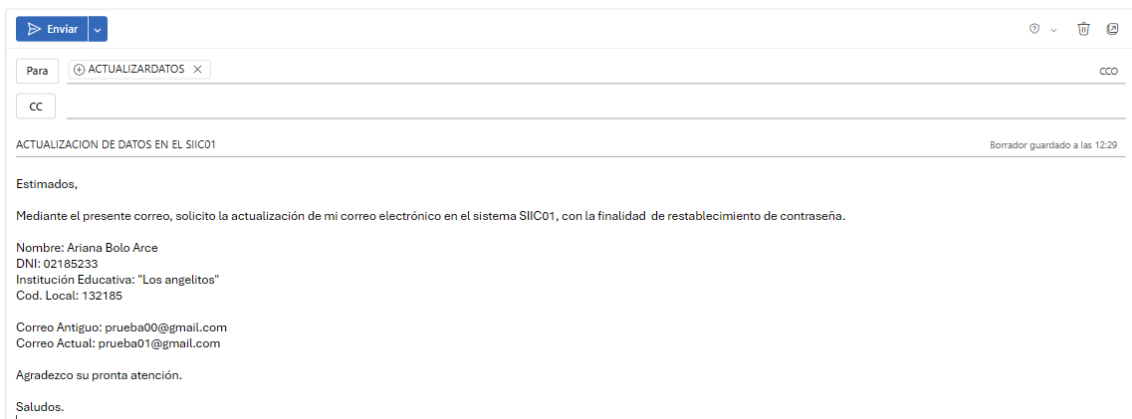 Enviar
Para
ACTUALIZARDATOS
CCO
CC
ACTUALIZACION DE DATOS EN EL SIIC01
Borrador guardado a las 12:29
Estimados,
Mediante el presente correo, solicito la actualización de mi correo electrónico en el sistema SIIC01, con la finalidad de restablecimiento de contraseña.
Nombre: Ariana Bolo Arce
DNI: 02185233
Institución Educativa: "Los angelitos"
Cod. Local: 132185
Correo Antiguo: prueba00@gmail.com
Correo Actual: prueba01@gmail.com
Agradezco su pronta atención.
Saludos.